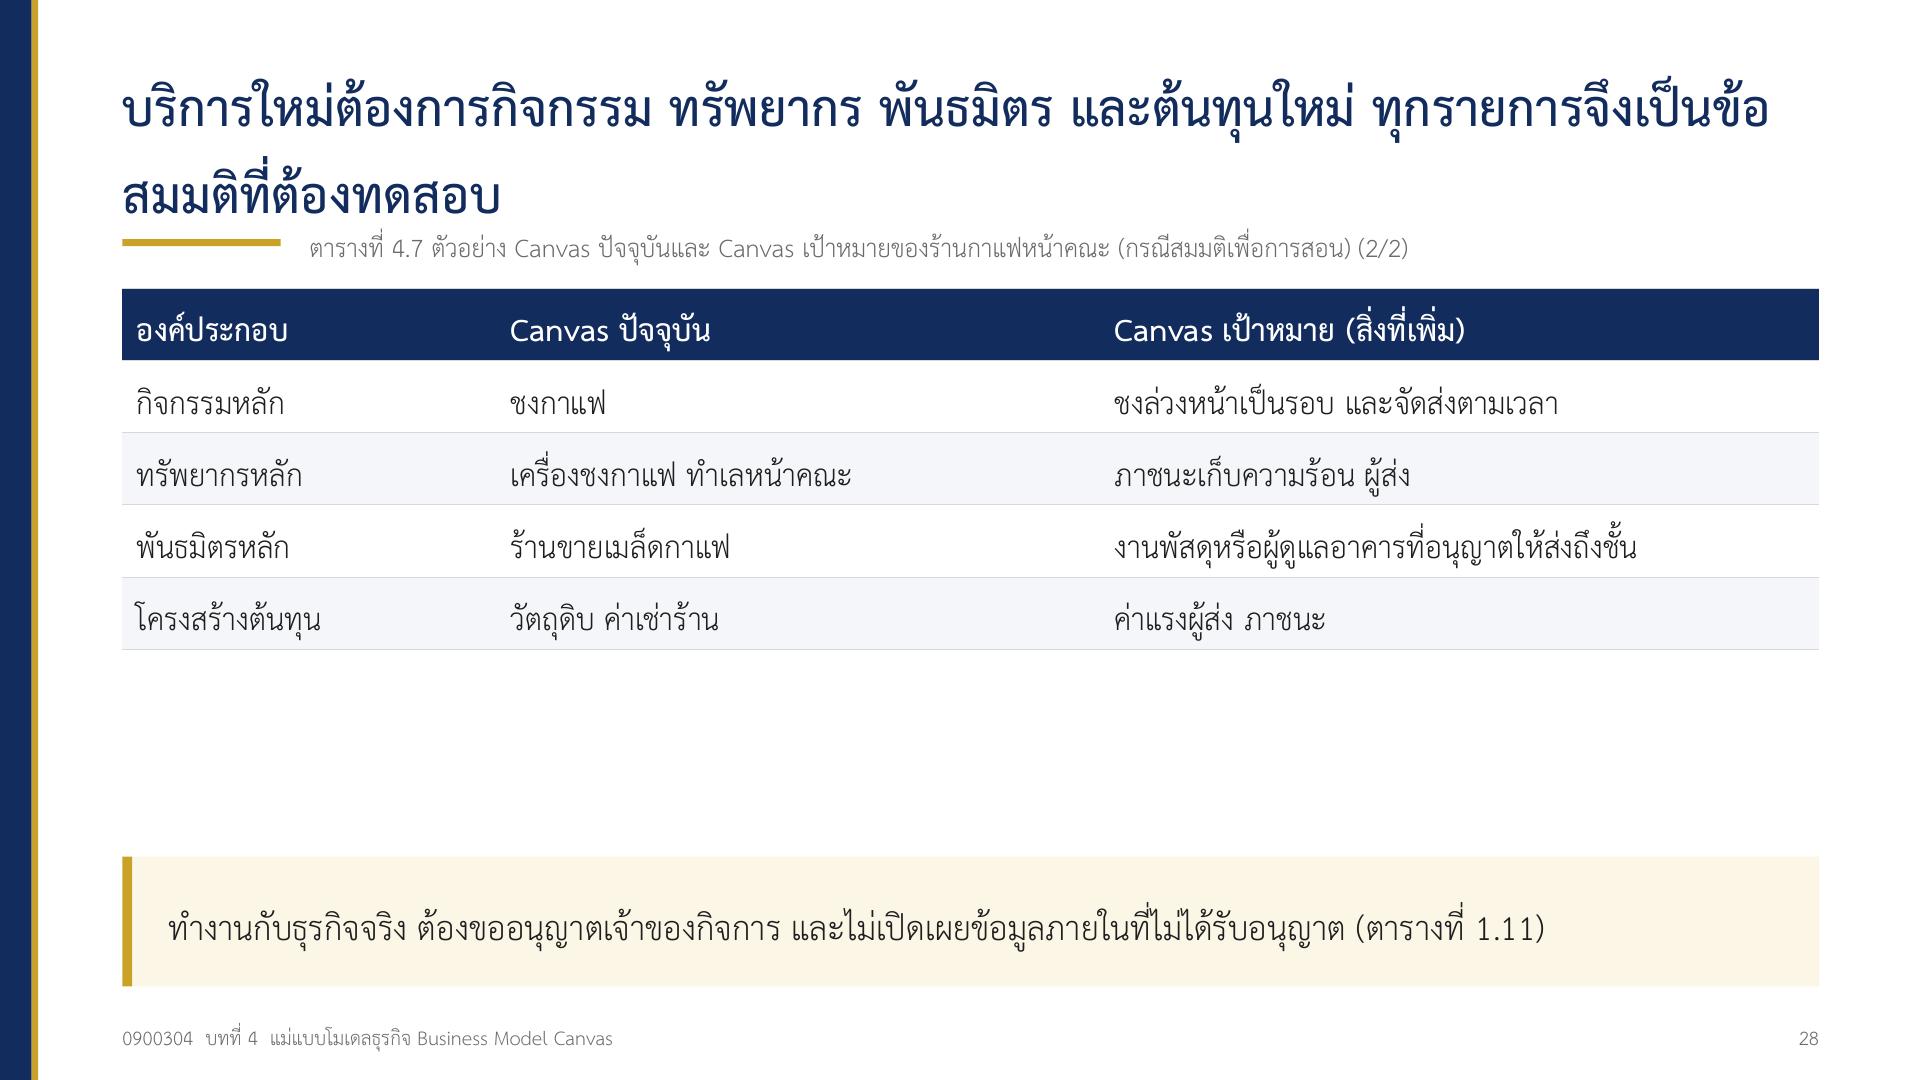 บริการใหม่ต้องการกิจกรรม ทรัพยากร พันธมิตร และต้นทุนใหม่ ทุกรายการจึงเป็นข้อ
สมมติที่ต้องทดสอบ
ตารางที่ 4.7 ตัวอย่าง Canvas ปัจจุบันและ Canvas เป้าหมายของร้านกาแฟหน้าคณะ (กรณีสมมติเพื่อการสอน) (2/2)
องค์ประกอบ Canvas ปัจจุบัน Canvas เป้าหมาย (สิ่งที่เพิ่ม)
กิจกรรมหลัก ชงกาแฟ ชงล่วงหน้าเป็นรอบ และจัดส่งตามเวลา
ทรัพยากรหลัก เครื่องชงกาแฟ ทำเลหน้าคณะ ภาชนะเก็บความร้อน ผู้ส่ง
พันธมิตรหลัก ร้านขายเมล็ดกาแฟ งานพัสดุหรือผู้ดูแลอาคารที่อนุญาตให้ส่งถึงชั้น
โครงสร้างต้นทุน วัตถุดิบ ค่าเช่าร้าน ค่าแรงผู้ส่ง ภาชนะ
ทำงานกับธุรกิจจริง ต้องขออนุญาตเจ้าของกิจการ และไม่เปิดเผยข้อมูลภายในที่ไม่ได้รับอนุญาต (ตารางที่ 1.11)
0900304 บทที่ 4 แม่แบบโมเดลธุรกิจ Business Model Canvas 28